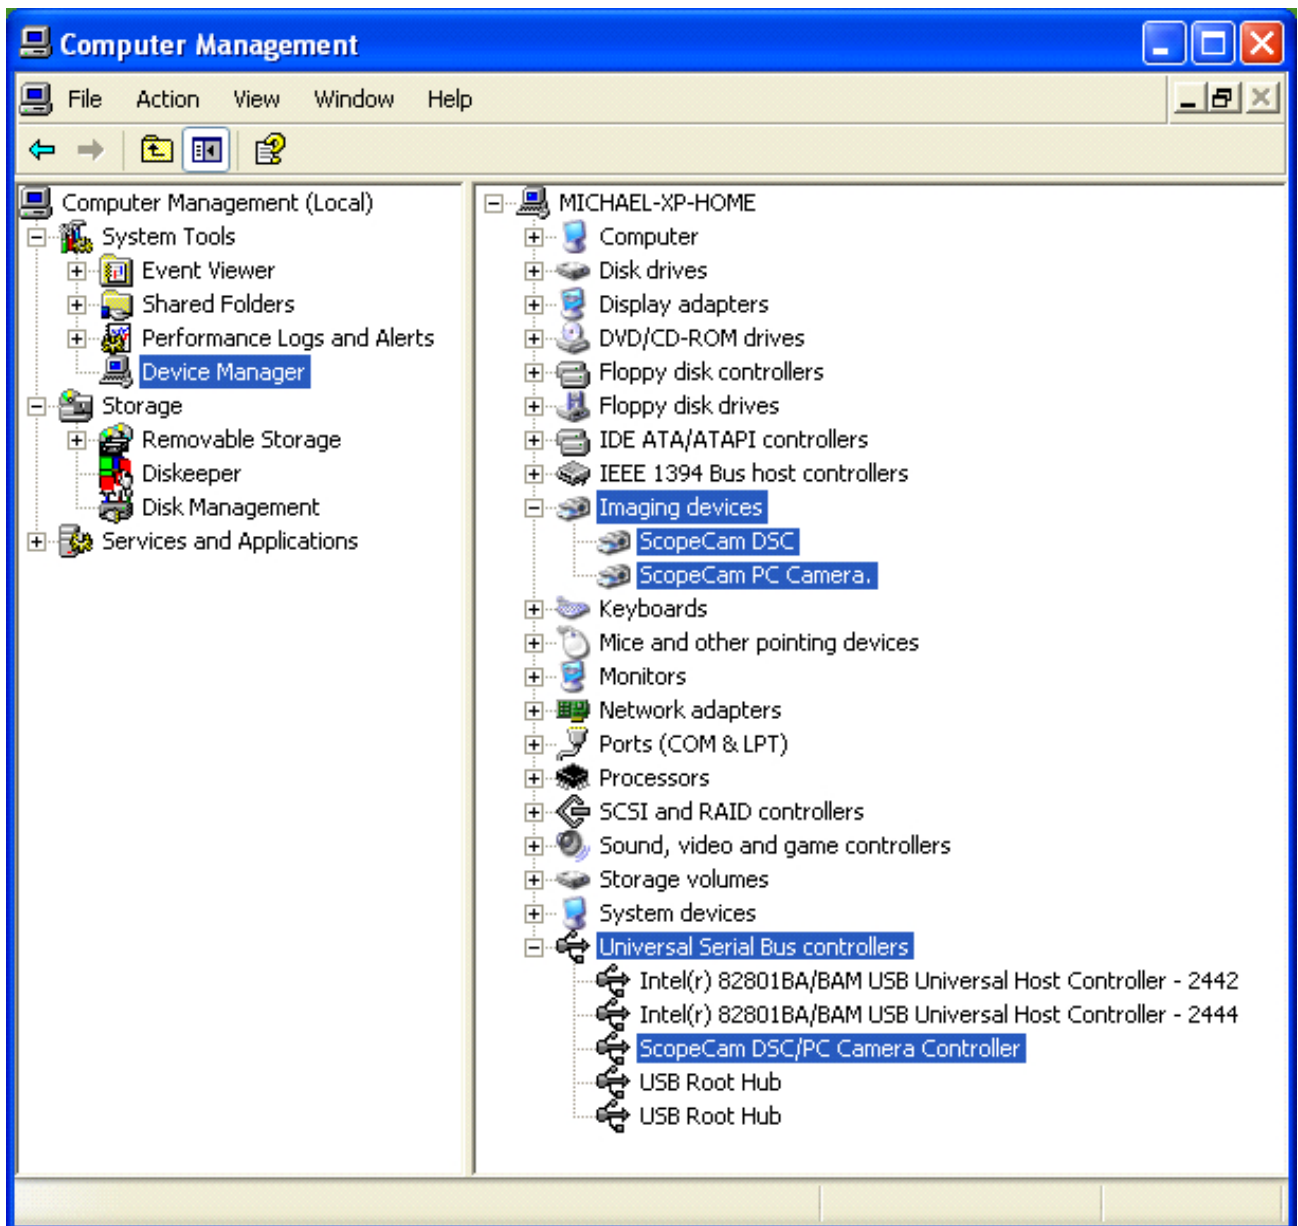 Computer Management
File Action View Window Help
Computer Management (Local)
System Tools
Event Viewer
Shared Folders
Performance Logs and Alerts
Device Manager
Storage
Removable Storage
Diskeeper
Disk Management
Services and Applications
MICHAEL-XP-HOME
Computer
Disk drives
Display adapters
DVD/CD-ROM drives
Floppy disk controllers
Floppy disk drives
IDE ATA/ATAPI controllers
IEEE 1394 Bus host controllers
Imaging devices
ScopeCam DSC
ScopeCam PC Camera.
Keyboards
Mice and other pointing devices
Monitors
Network adapters
Ports (COM & LPT)
Processors
SCSI and RAID controllers
Sound, video and game controllers
Storage volumes
System devices
Universal Serial Bus controllers
Intel(r) 82801BA/BAM USB Universal Host Controller - 2442
Intel(r) 82801BA/BAM USB Universal Host Controller - 2444
ScopeCam DSC/PC Camera Controller
USB Root Hub
USB Root Hub